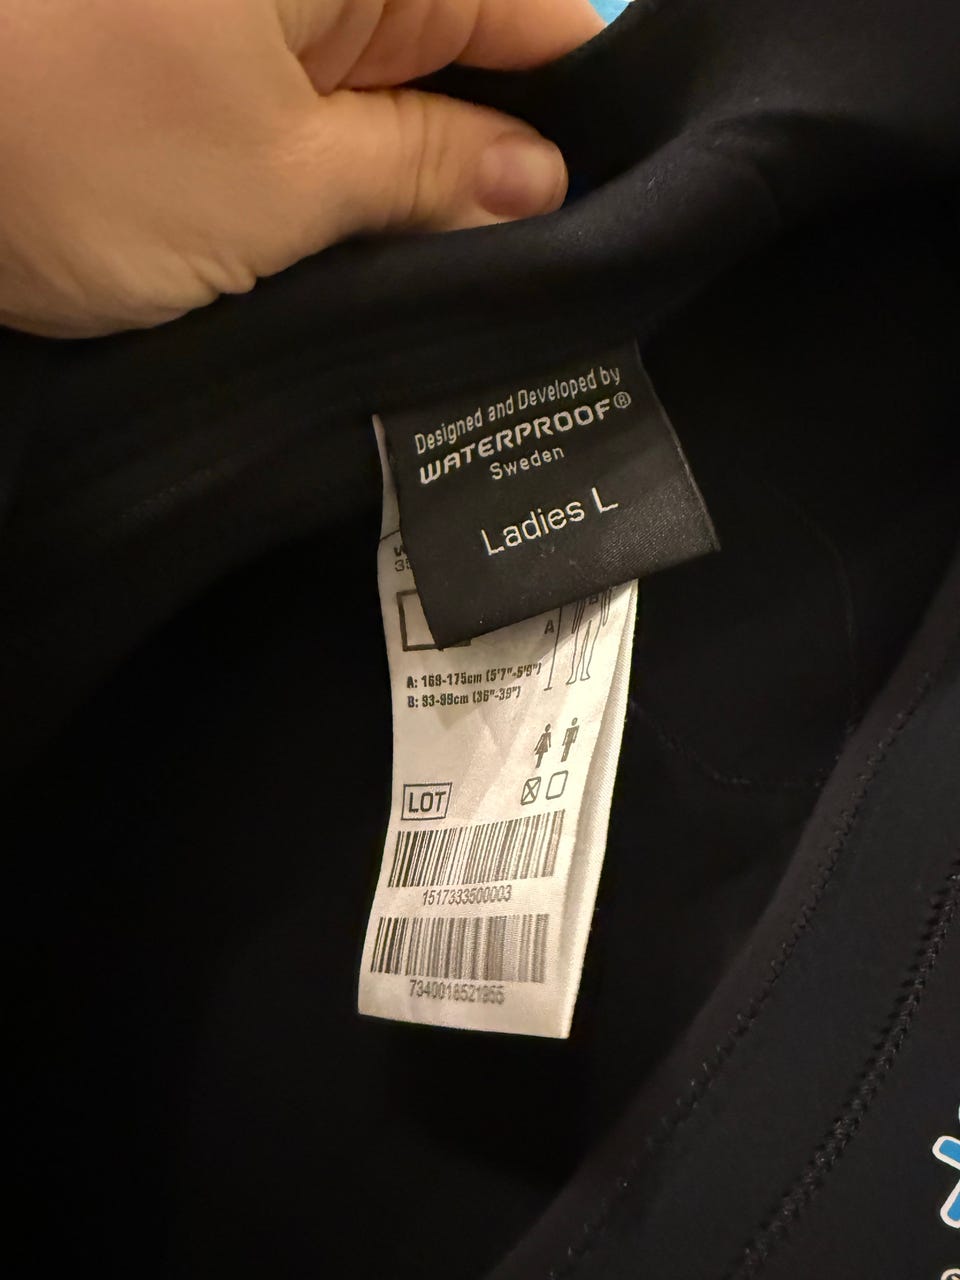 Designed and Developed by
WATERPROOF®
Sweden
Ladies L
A
A: 169-175cm (5'7"-5'9")
B: 93-99cm (36"-39")
LOT
1517333500003
7340018521955